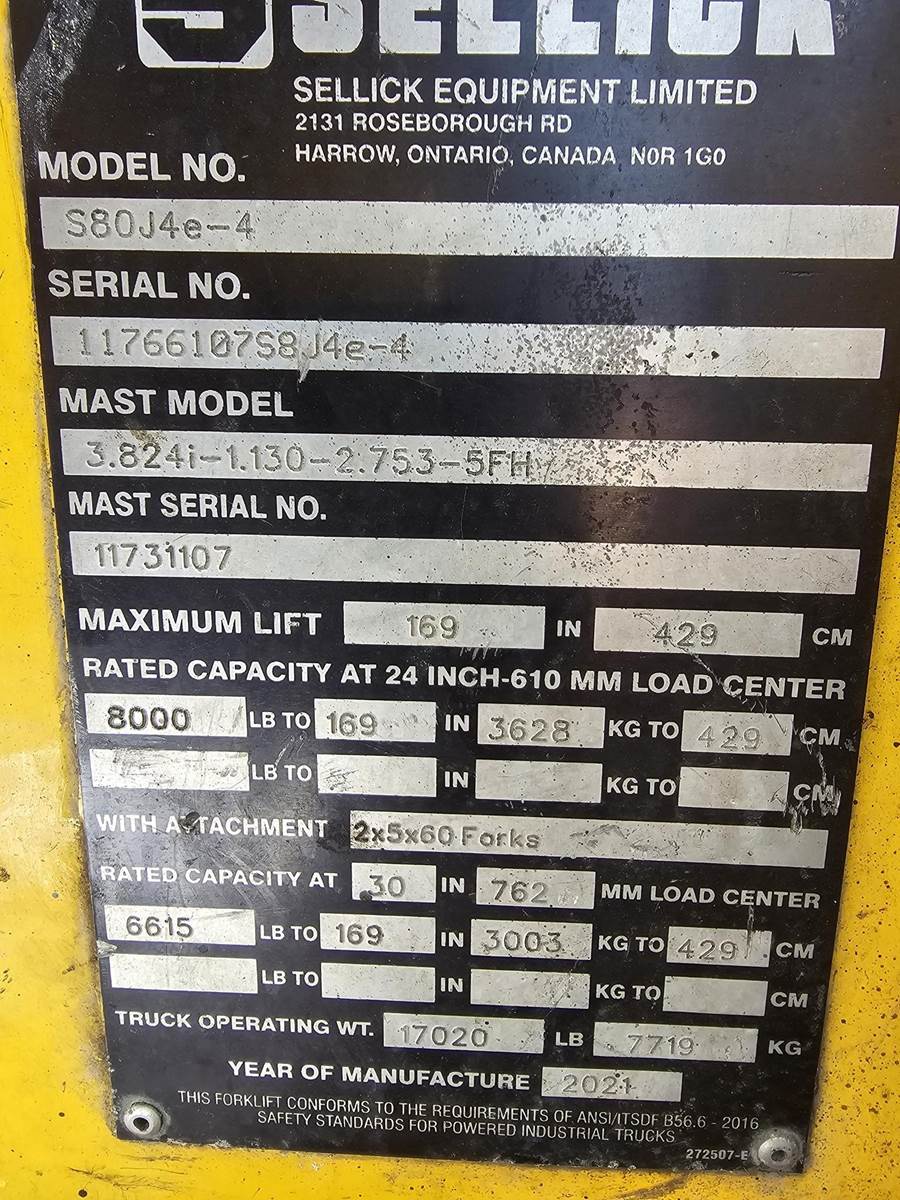 SELLICK
SELLICK EQUIPMENT LIMITED
2131 ROSEBOROUGH RD
HARROW, ONTARIO, CANADA N0R 1G0
MODEL NO.
S80J4e-4
SERIAL NO.
11766107S8J4e-4
MAST MODEL
3.824i-1.130-2.753-5FH
MAST SERIAL NO.
11731107
MAXIMUM LIFT 169 IN 429 CM
RATED CAPACITY AT 24 INCH-610 MM LOAD CENTER
8000 LB TO 169 IN 3628 KG TO 429 CM
LB TO IN KG TO CM
WITH ATTACHMENT 2x5x60 Forks
RATED CAPACITY AT 30 IN 762 MM LOAD CENTER
6615 LB TO 169 IN 3003 KG TO 429 CM
LB TO IN KG TO CM
TRUCK OPERATING WT. 17020 LB 7719 KG
YEAR OF MANUFACTURE 2021
THIS FORKLIFT CONFORMS TO THE REQUIREMENTS OF ANSI/ITSDF B56.6 - 2016
SAFETY STANDARDS FOR POWERED INDUSTRIAL TRUCKS
272507-E